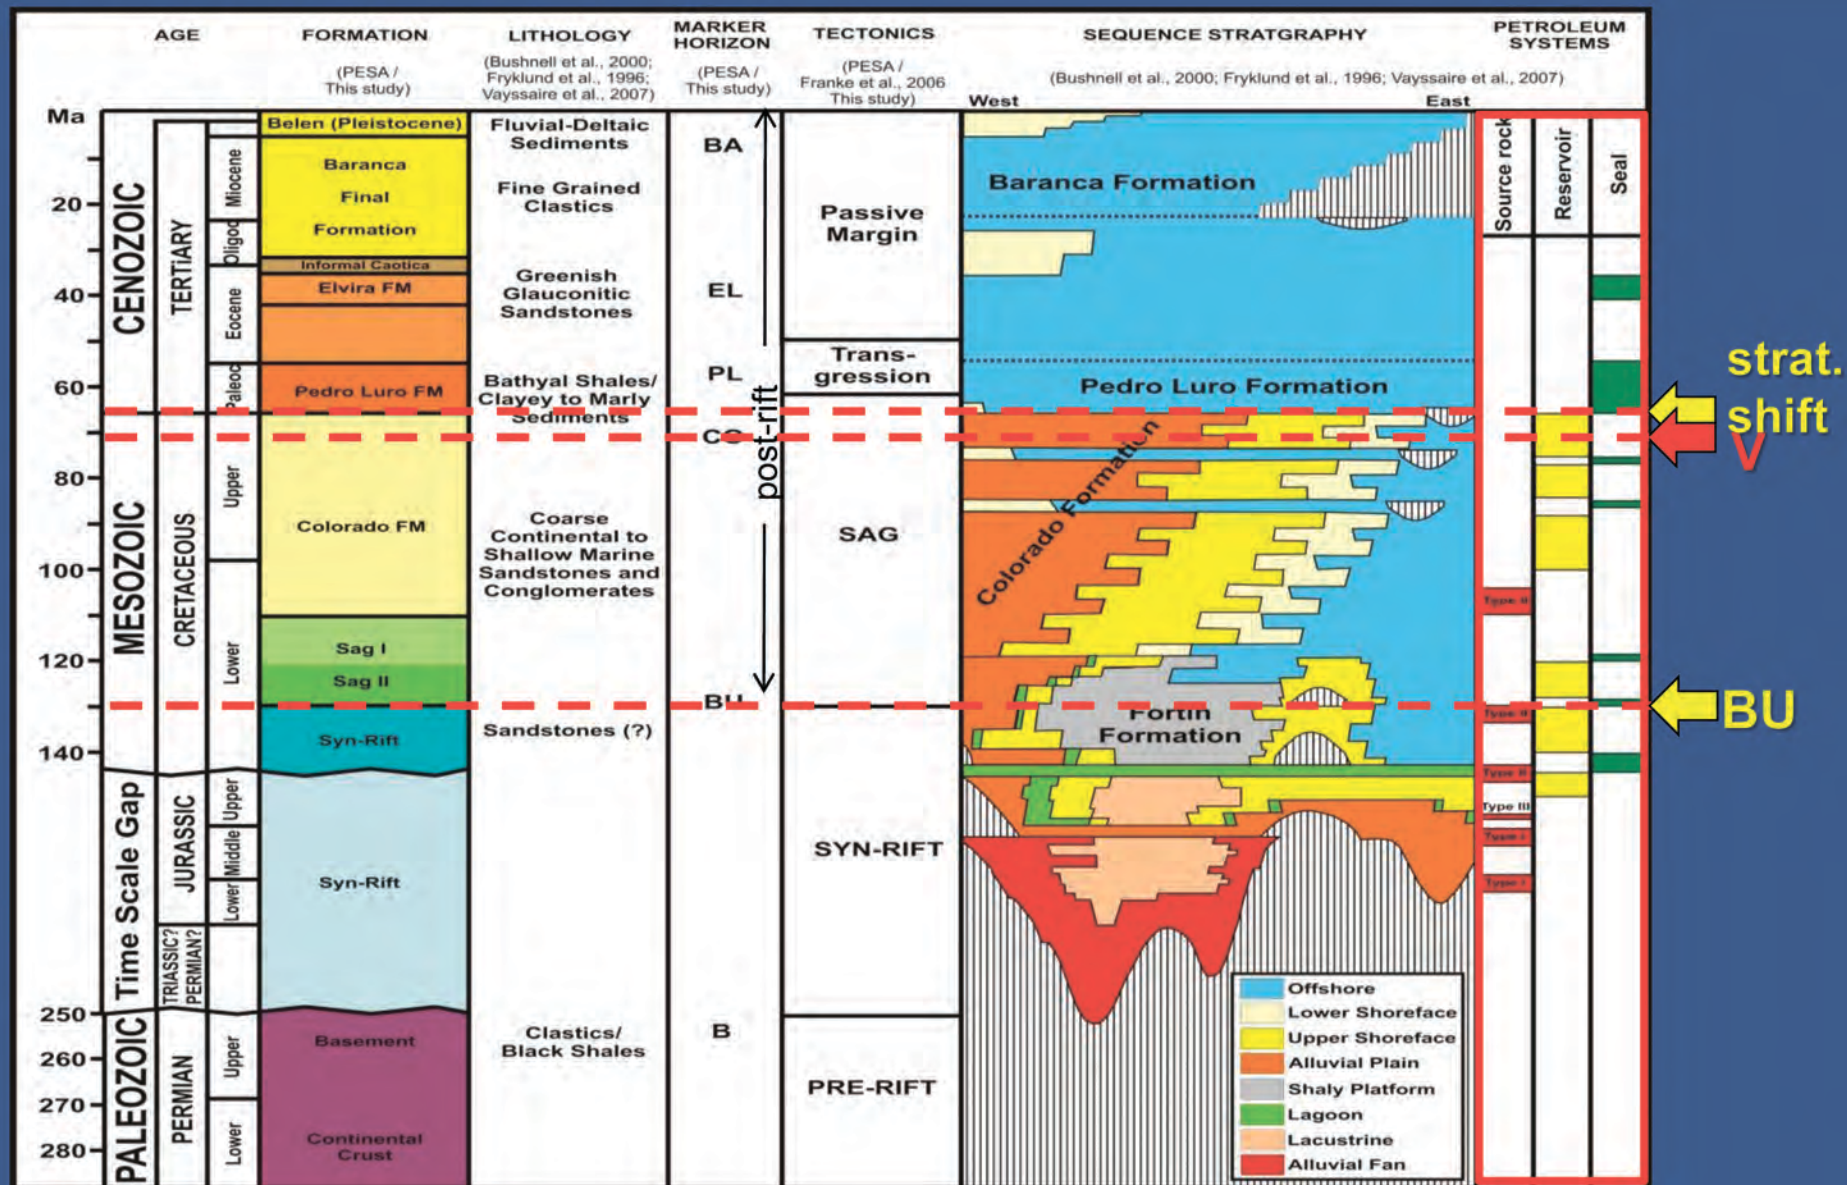 AGE
FORMATION
(PESA /
This study)
LITHOLOGY
(Bushnell et al., 2000;
Fryklund et al., 1996;
Vayssaire et al., 2007)
MARKER
HORIZON
(PESA /
This study)
TECTONICS
(PESA /
Franke et al., 2006
This study)
SEQUENCE STRATGRAPHY
(Bushnell et al., 2000; Fryklund et al., 1996; Vayssaire et al., 2007)
West
East
PETROLEUM
SYSTEMS
Source rock
Reservoir
Seal
Ma
20
40
60
80
100
120
140
250
260
270
280
CENOZOIC
MESOZOIC
Time Scale Gap
PALEOZOIC
TERTIARY
CRETACEOUS
JURASSIC
TRIASSIC?
PERMIAN?
PERMIAN
Miocene
Oligoc
Eocene
Paleoc
Upper
Lower
Upper
Middle
Lower
Upper
Lower
Belen (Pleistocene)
Baranca
Final
Formation
Informal Caotica
Elvira FM
Pedro Luro FM
Colorado FM
Sag I
Sag II
Syn-Rift
Syn-Rift
Basement
Continental
Crust
Fluvial-Deltaic
Sediments
Fine Grained
Clastics
Greenish
Glauconitic
Sandstones
Bathyal Shales/
Clayey to Marly
Sediments
Coarse
Continental to
Shallow Marine
Sandstones and
Conglomerates
Sandstones (?)
Clastics/
Black Shales
BA
EL
PL
CO
BU
B
post-rift
Passive
Margin
Trans-
gression
SAG
SYN-RIFT
PRE-RIFT
Baranca Formation
Pedro Luro Formation
Colorado Formation
Fortin
Formation
Offshore
Lower Shoreface
Upper Shoreface
Alluvial Plain
Shaly Platform
Lagoon
Lacustrine
Alluvial Fan
Type II
Type II
Type II
Type III
Type I
Type I
strat.
shift
V
BU